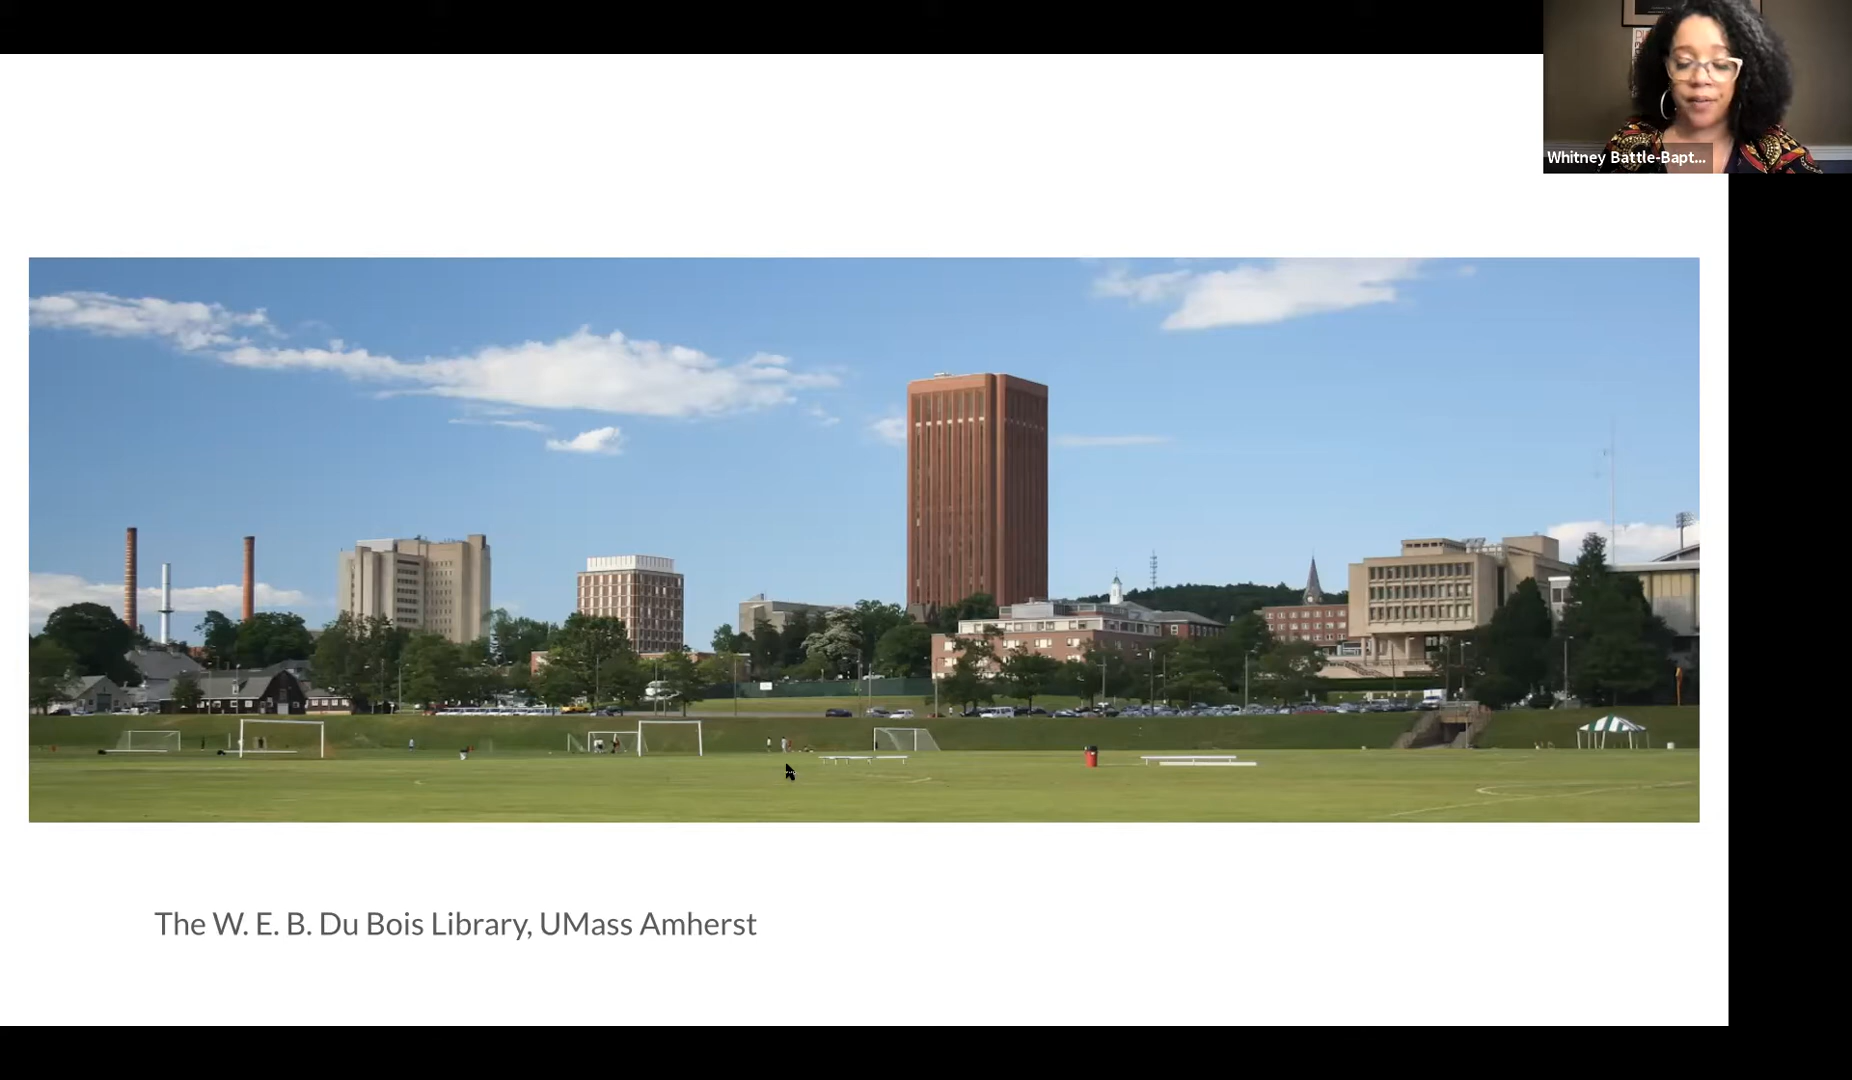 Whitney Battle-Bapt...
The W. E. B. Du Bois Library, UMass Amherst